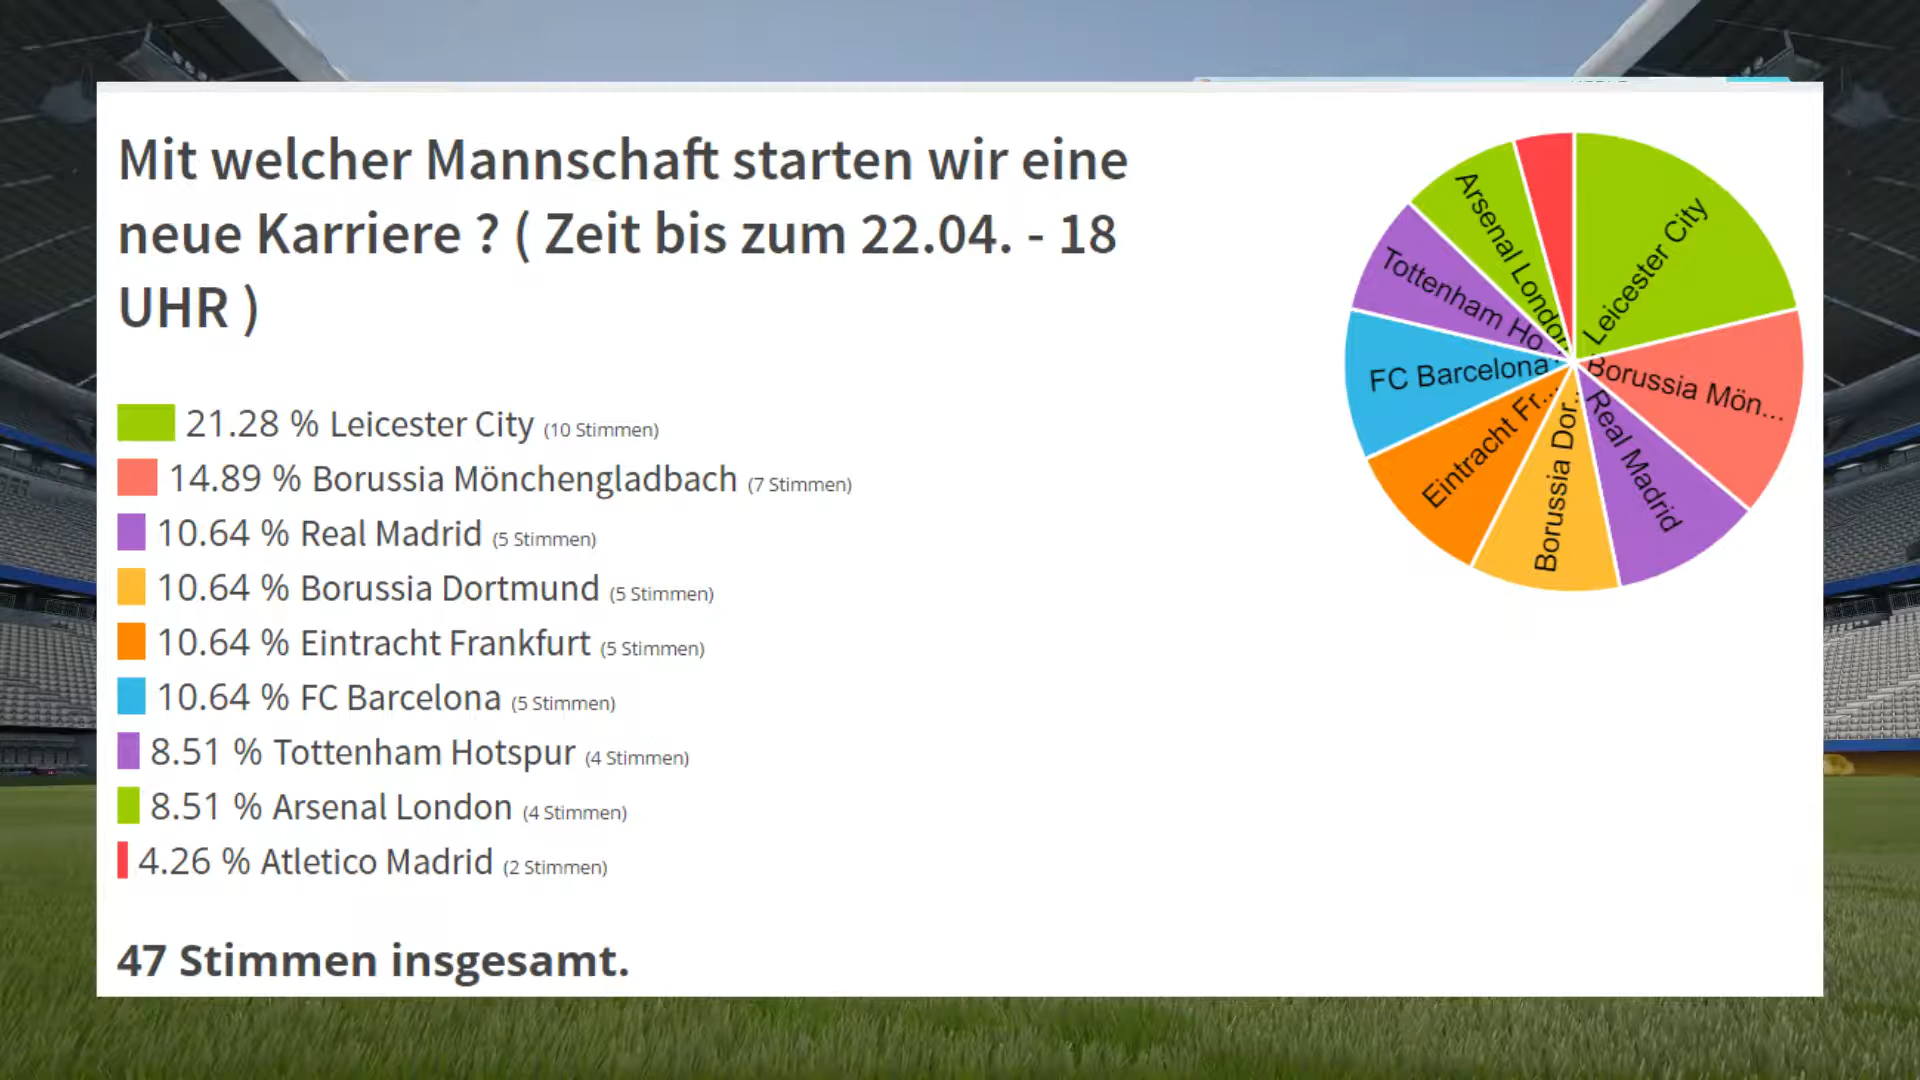 Mit welcher Mannschaft starten wir eine
neue Karriere ? ( Zeit bis zum 22.04. - 18
UHR )
21.28 % Leicester City (10 Stimmen)
14.89 % Borussia Mönchengladbach (7 Stimmen)
10.64 % Real Madrid (5 Stimmen)
10.64 % Borussia Dortmund (5 Stimmen)
10.64 % Eintracht Frankfurt (5 Stimmen)
10.64 % FC Barcelona (5 Stimmen)
8.51 % Tottenham Hotspur (4 Stimmen)
8.51 % Arsenal London (4 Stimmen)
4.26 % Atletico Madrid (2 Stimmen)
47 Stimmen insgesamt.
Leicester City
Borussia Mön...
Real Madrid
Borussia Dor...
Eintracht Fr...
FC Barcelona
Tottenham Ho...
Arsenal London